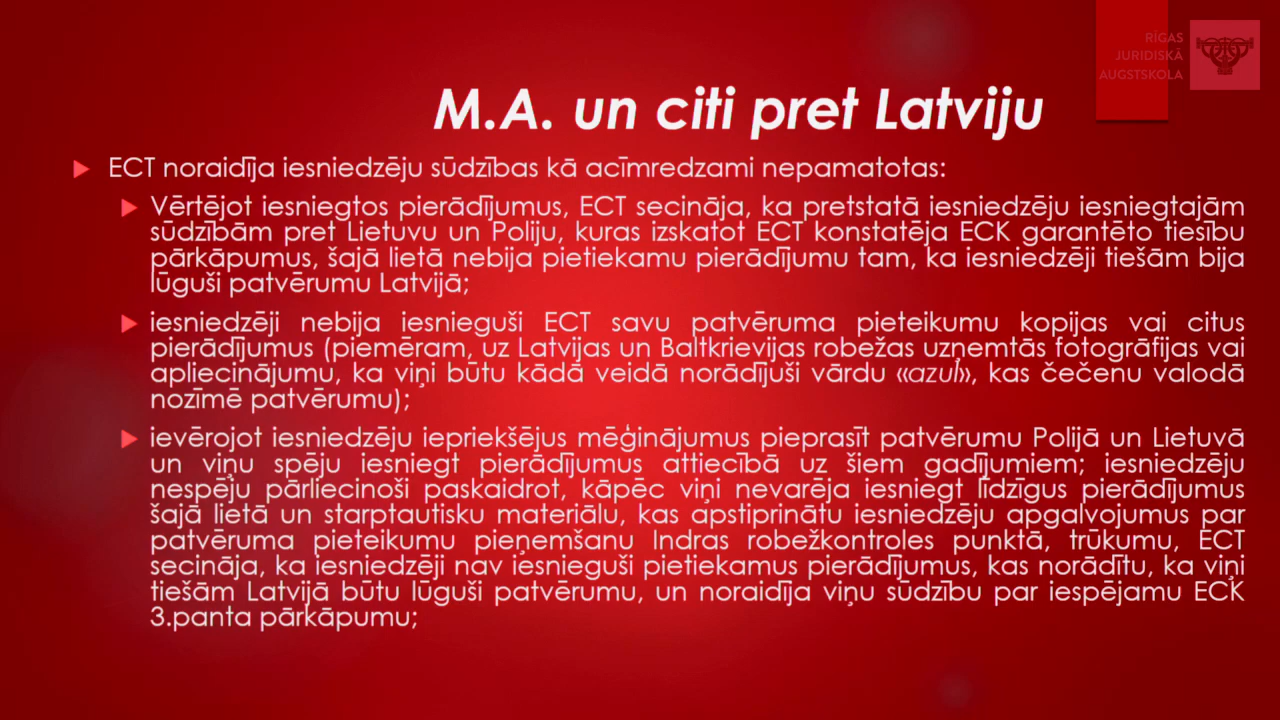 RĪGAS
JURIDISKĀ
AUGSTSKOLA
M.A. un citi pret Latviju
ECT noraidīja iesniedzēju sūdzības kā acīmredzami nepamatotas:
Vērtējot iesniegtos pierādījumus, ECT secināja, ka pretstatā iesniedzēju iesniegtajām
sūdzībām pret Lietuvu un Poliju, kuras izskatot ECT konstatēja ECK garantēto tiesību
pārkāpumus, šajā lietā nebija pietiekamu pierādījumu tam, ka iesniedzēji tiešām bija
lūguši patvērumu Latvijā;
iesniedzēji nebija iesnieguši ECT savu patvēruma pieteikumu kopijas vai citus
pierādījumus (piemēram, uz Latvijas un Baltkrievijas robežas uzņemtās fotogrāfijas vai
apliecinājumu, ka viņi būtu kādā veidā norādījuši vārdu «azul», kas čečenu valodā
nozīmē patvērumu);
ievērojot iesniedzēju iepriekšējus mēģinājumus pieprasīt patvērumu Polijā un Lietuvā
un viņu spēju iesniegt pierādījumus attiecībā uz šiem gadījumiem; iesniedzēju
nespēju pārliecinoši paskaidrot, kāpēc viņi nevarēja iesniegt līdzīgus pierādījumus
šajā lietā un starptautisku materiālu, kas apstiprinātu iesniedzēju apgalvojumus par
patvēruma pieteikumu pieņemšanu Indras robežkontroles punktā, trūkumu, ECT
secināja, ka iesniedzēji nav iesnieguši pietiekamus pierādījumus, kas norādītu, ka viņi
tiešām Latvijā būtu lūguši patvērumu, un noraidīja viņu sūdzību par iespējamu ECK
3.panta pārkāpumu;